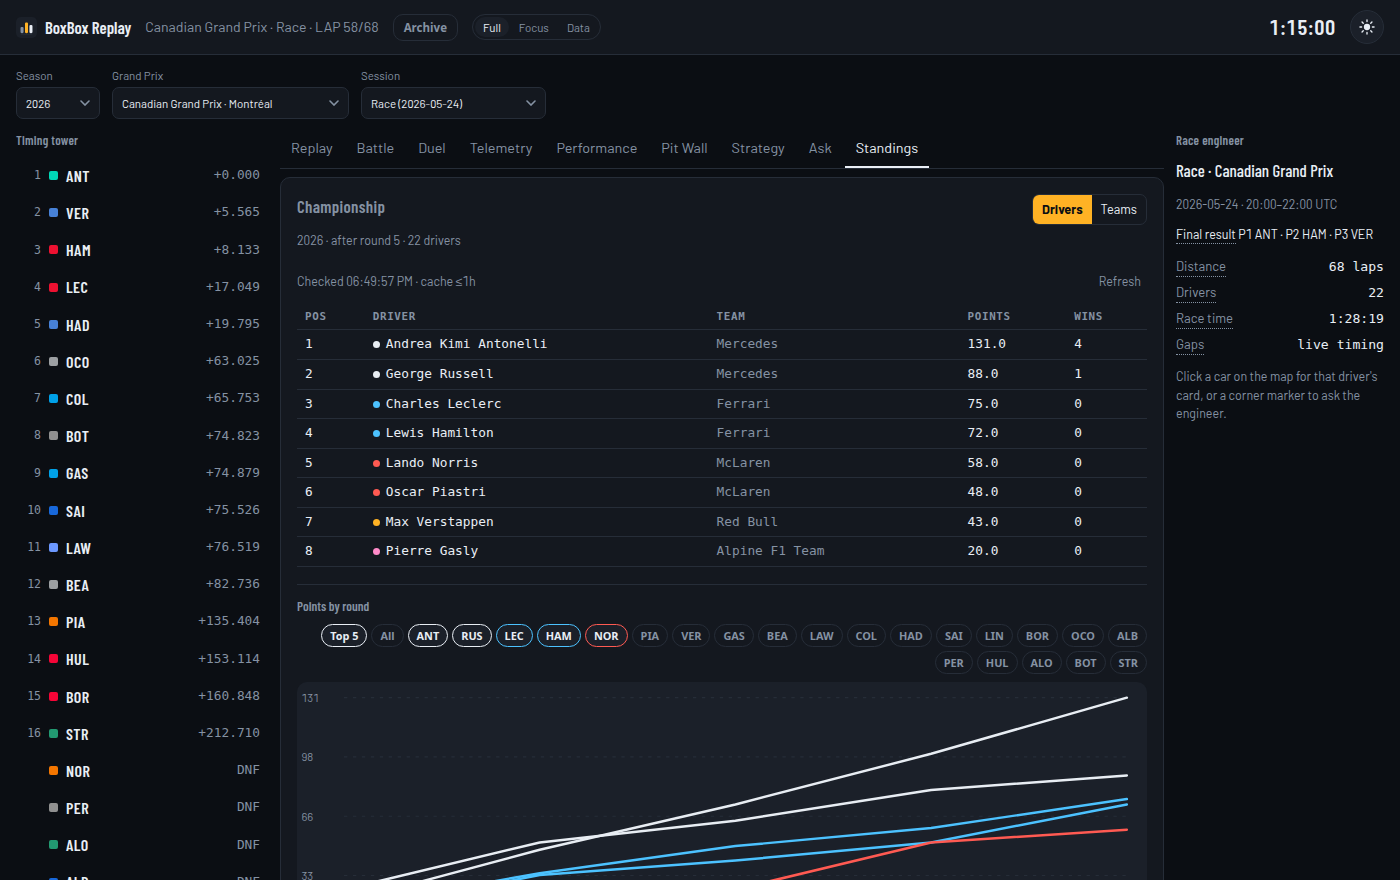 BoxBox Replay Canadian Grand Prix · Race · LAP 58/68 Archive Full Focus Data 1:15:00
Season Grand Prix Session
2026 Canadian Grand Prix · Montréal Race (2026-05-24)
Timing tower
1 ANT +0.000
2 VER +5.565
3 HAM +8.133
4 LEC +17.049
5 HAD +19.795
6 OCO +63.025
7 COL +65.753
8 BOT +74.823
9 GAS +74.879
10 SAI +75.526
11 LAW +76.519
12 BEA +82.736
13 PIA +135.404
14 HUL +153.114
15 BOR +160.848
16 STR +212.710
NOR DNF
PER DNF
ALO DNF
ALB DNF
Replay Battle Duel Telemetry Performance Pit Wall Strategy Ask Standings
Championship Drivers Teams
2026 · after round 5 · 22 drivers
Checked 06:49:57 PM · cache ≤1h Refresh
POS DRIVER TEAM POINTS WINS
1 Andrea Kimi Antonelli Mercedes 131.0 4
2 George Russell Mercedes 88.0 1
3 Charles Leclerc Ferrari 75.0 0
4 Lewis Hamilton Ferrari 72.0 0
5 Lando Norris McLaren 58.0 0
6 Oscar Piastri McLaren 48.0 0
7 Max Verstappen Red Bull 43.0 0
8 Pierre Gasly Alpine F1 Team 20.0 0
Points by round
Top 5 All ANT RUS LEC HAM NOR PIA VER GAS BEA LAW COL HAD SAI LIN BOR OCO ALB
PER HUL ALO BOT STR
131
98
66
33
Race engineer
Race · Canadian Grand Prix
2026-05-24 · 20:00–22:00 UTC
Final result P1 ANT · P2 HAM · P3 VER
Distance 68 laps
Drivers 22
Race time 1:28:19
Gaps live timing
Click a car on the map for that driver's
card, or a corner marker to ask the
engineer.